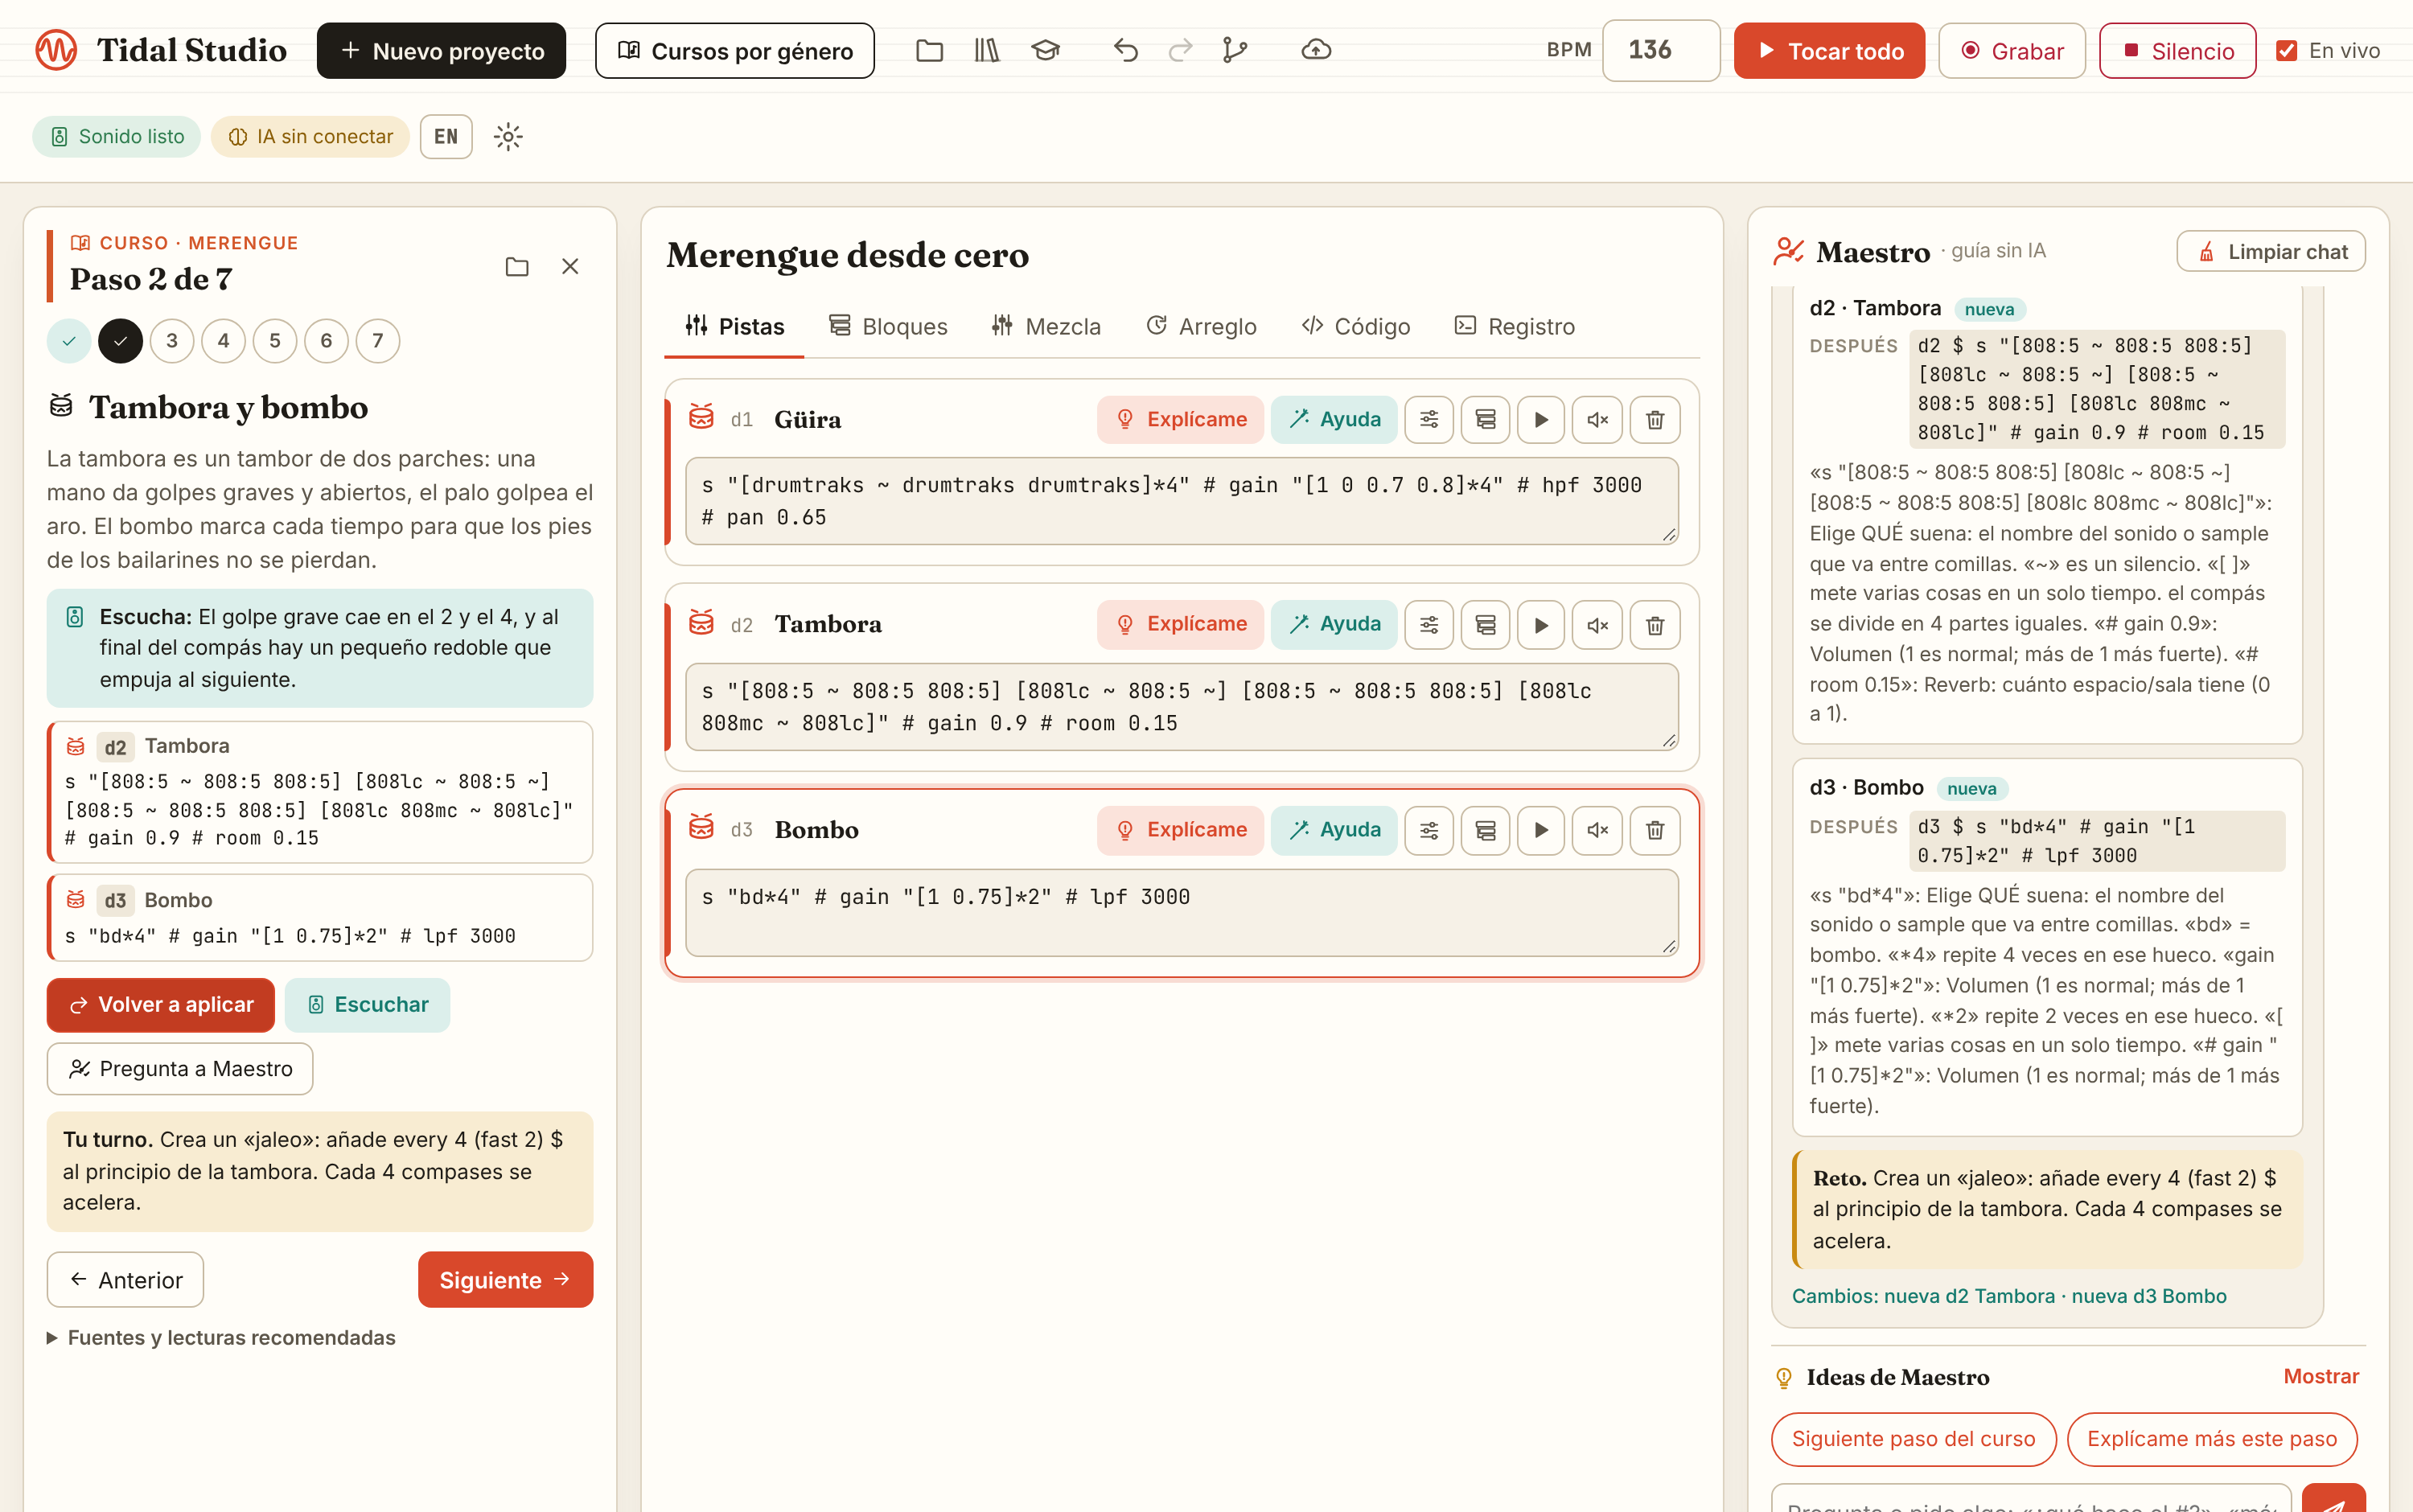 Tidal Studio
Nuevo proyecto
Cursos por género
BPM
136
Tocar todo
Grabar
Silencio
En vivo
Sonido listo
IA sin conectar
EN
CURSO · MERENGUE
Paso 2 de 7
3
4
5
6
7
Tambora y bombo
La tambora es un tambor de dos parches: una
mano da golpes graves y abiertos, el palo golpea el
aro. El bombo marca cada tiempo para que los pies
de los bailarines no se pierdan.
Escucha: El golpe grave cae en el 2 y el 4, y al
final del compás hay un pequeño redoble que
empuja al siguiente.
d2 Tambora
s "[808:5 ~ 808:5 808:5] [808lc ~ 808:5 ~]
[808:5 ~ 808:5 808:5] [808lc 808mc ~ 808lc]"
# gain 0.9 # room 0.15
d3 Bombo
s "bd*4" # gain "[1 0.75]*2" # lpf 3000
Volver a aplicar
Escuchar
Pregunta a Maestro
Tu turno. Crea un «jaleo»: añade every 4 (fast 2) $
al principio de la tambora. Cada 4 compases se
acelera.
← Anterior
Siguiente →
▶ Fuentes y lecturas recomendadas
Merengue desde cero
Pistas
Bloques
Mezcla
Arreglo
Código
Registro
d1 Güira
Explícame
Ayuda
s "[drumtraks ~ drumtraks drumtraks]*4" # gain "[1 0 0.7 0.8]*4" # hpf 3000
# pan 0.65
d2 Tambora
Explícame
Ayuda
s "[808:5 ~ 808:5 808:5] [808lc ~ 808:5 ~] [808:5 ~ 808:5 808:5] [808lc
808mc ~ 808lc]" # gain 0.9 # room 0.15
d3 Bombo
Explícame
Ayuda
s "bd*4" # gain "[1 0.75]*2" # lpf 3000
Maestro · guía sin IA
Limpiar chat
d2 · Tambora nueva
DESPUÉS
d2 $ s "[808:5 ~ 808:5 808:5]
[808lc ~ 808:5 ~] [808:5 ~
808:5 808:5] [808lc 808mc ~
808lc]" # gain 0.9 # room 0.15
«s "[808:5 ~ 808:5 808:5] [808lc ~ 808:5 ~]
[808:5 ~ 808:5 808:5] [808lc 808mc ~ 808lc]"»:
Elige QUÉ suena: el nombre del sonido o sample
que va entre comillas. «~» es un silencio. «[ ]»
mete varias cosas en un solo tiempo. el compás
se divide en 4 partes iguales. «# gain 0.9»:
Volumen (1 es normal; más de 1 más fuerte). «#
room 0.15»: Reverb: cuánto espacio/sala tiene (0
a 1).
d3 · Bombo nueva
DESPUÉS
d3 $ s "bd*4" # gain "[1
0.75]*2" # lpf 3000
«s "bd*4"»: Elige QUÉ suena: el nombre del
sonido o sample que va entre comillas. «bd» =
bombo. «*4» repite 4 veces en ese hueco. «gain
"[1 0.75]*2"»: Volumen (1 es normal; más de 1
más fuerte). «*2» repite 2 veces en ese hueco. «[
]» mete varias cosas en un solo tiempo. «# gain "
[1 0.75]*2"»: Volumen (1 es normal; más de 1 más
fuerte).
Reto. Crea un «jaleo»: añade every 4 (fast 2) $
al principio de la tambora. Cada 4 compases se
acelera.
Cambios: nueva d2 Tambora · nueva d3 Bombo
Ideas de Maestro
Mostrar
Siguiente paso del curso
Explícame más este paso